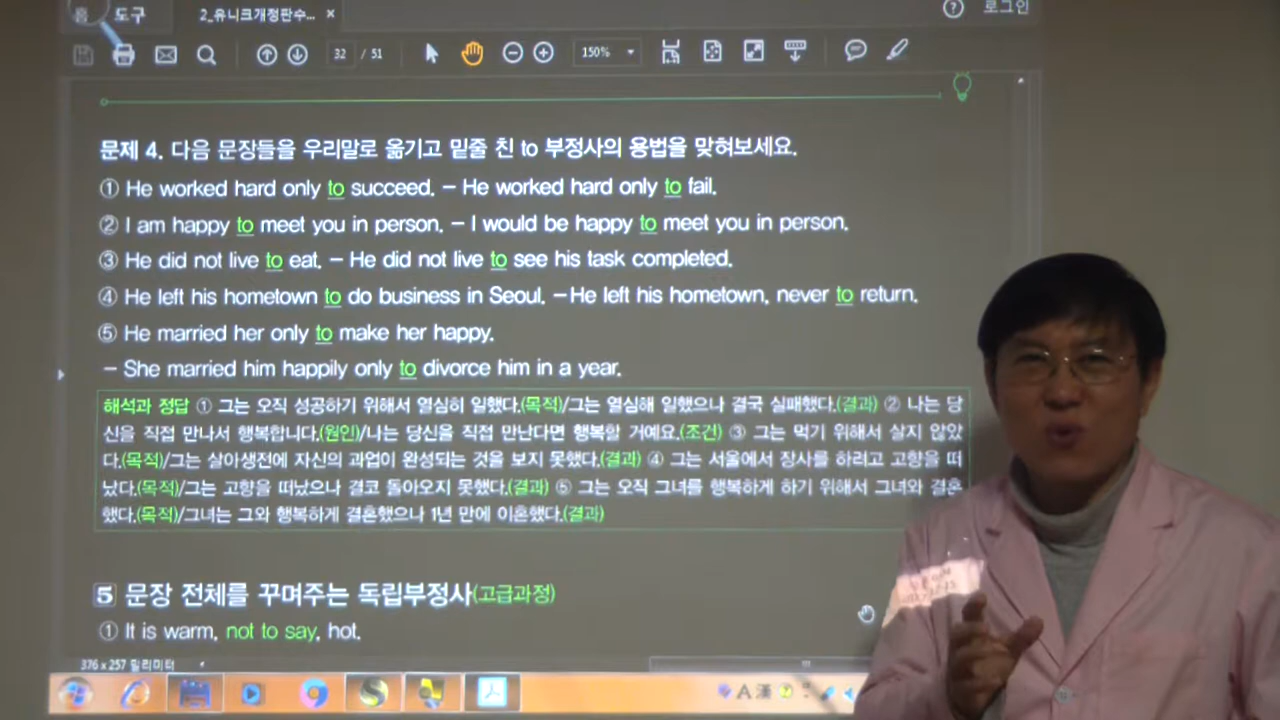 홈 도구 2_유니크개정판수... × ? 로그인
32 / 51 150%
문제 4. 다음 문장들을 우리말로 옮기고 밑줄 친 to 부정사의 용법을 맞혀보세요.
① He worked hard only to succeed. – He worked hard only to fail.
② I am happy to meet you in person. – I would be happy to meet you in person.
③ He did not live to eat. – He did not live to see his task completed.
④ He left his hometown to do business in Seoul. –He left his hometown, never to return.
⑤ He married her only to make her happy.
– She married him happily only to divorce him in a year.
해석과 정답 ① 그는 오직 성공하기 위해서 열심히 일했다.(목적)/그는 열심해 일했으나 결국 실패했다.(결과) ② 나는 당
신을 직접 만나서 행복합니다.(원인)/나는 당신을 직접 만난다면 행복할 거예요.(조건) ③ 그는 먹기 위해서 살지 않았
다.(목적)/그는 살아생전에 자신의 과업이 완성되는 것을 보지 못했다.(결과) ④ 그는 서울에서 장사를 하려고 고향을 떠
났다.(목적)/그는 고향을 떠났으나 결코 돌아오지 못했다.(결과) ⑤ 그는 오직 그녀를 행복하게 하기 위해서 그녀와 결혼
했다.(목적)/그녀는 그와 행복하게 결혼했으나 1년 만에 이혼했다.(결과)
5 문장 전체를 꾸며주는 독립부정사(고급과정)
① It is warm, not to say, hot.
376 x 257 밀리미터
A 漢